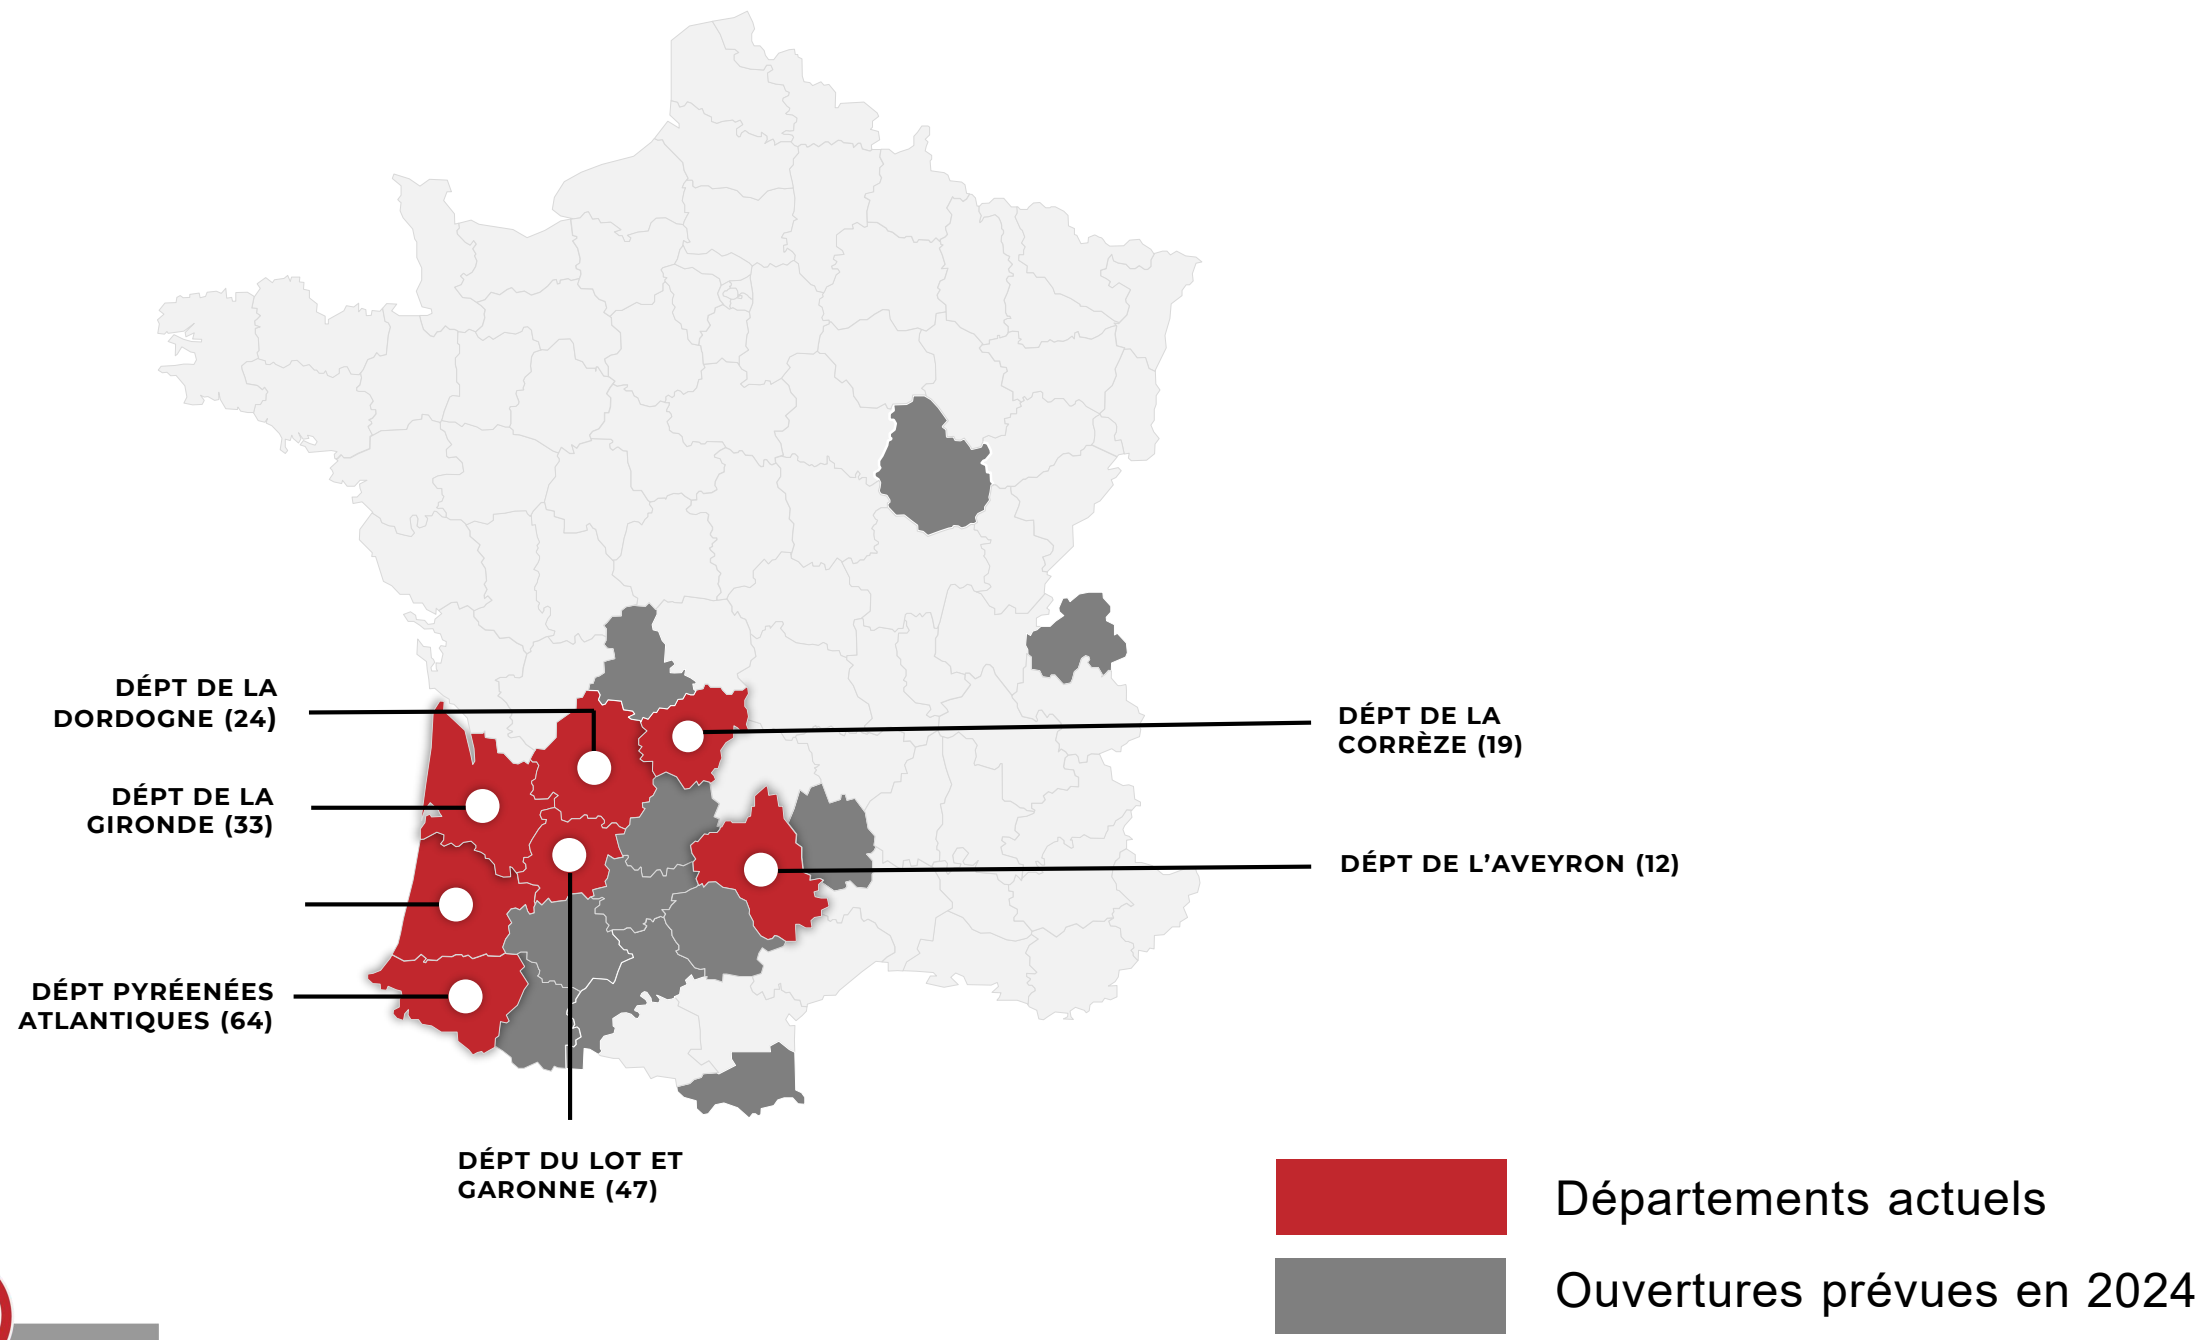 DÉPT DE LA
DORDOGNE (24)
DÉPT DE LA
GIRONDE (33)
DÉPT PYRÉENÉES
ATLANTIQUES (64)
DÉPT DU LOT ET
GARONNE (47)
DÉPT DE LA
CORRÈZE (19)
DÉPT DE L’AVEYRON (12)
Départements actuels
Ouvertures prévues en 2024